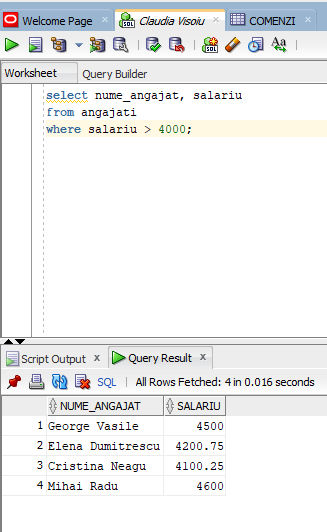 Welcome Page Claudia Visoiu COMENZI
SQL
Aa
Worksheet Query Builder
select nume_angajat, salariu
from angajati
where salariu > 4000;
Script Output x Query Result x
SQL | All Rows Fetched: 4 in 0.016 seconds
NUME_ANGAJAT SALARIU
1 George Vasile 4500
2 Elena Dumitrescu 4200.75
3 Cristina Neagu 4100.25
4 Mihai Radu 4600